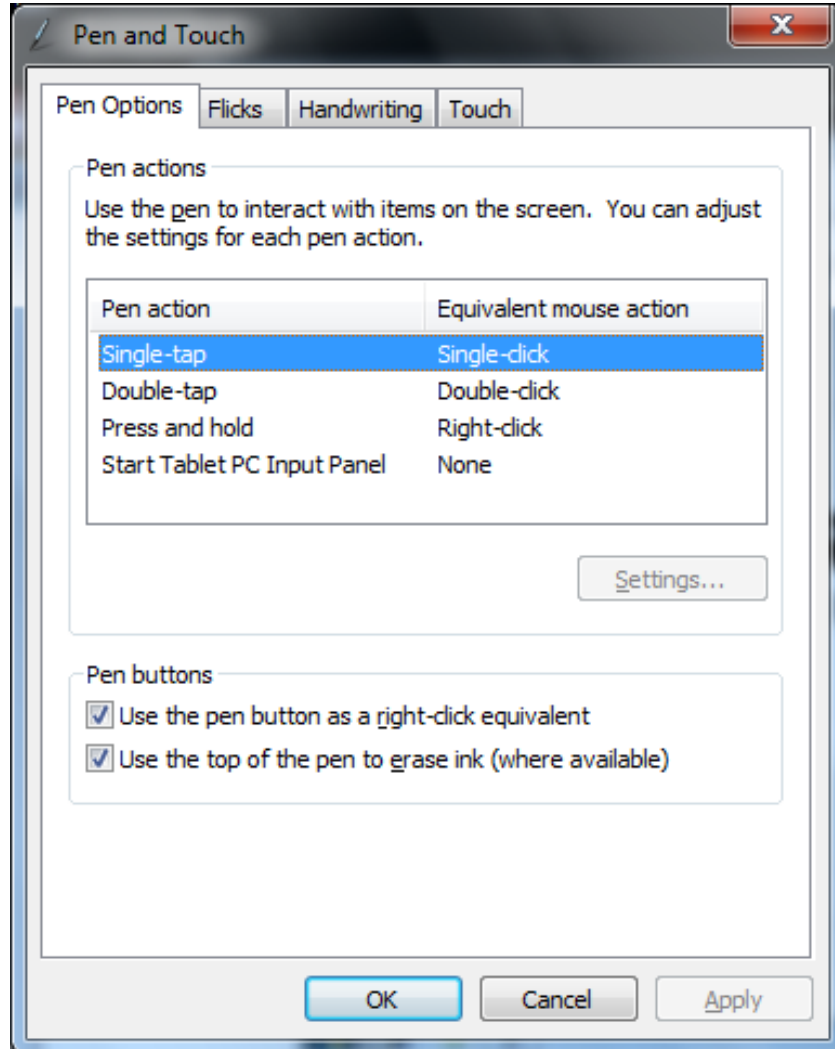 Pen and Touch
Pen Options Flicks Handwriting Touch
Pen actions
Use the pen to interact with items on the screen. You can adjust
the settings for each pen action.
Pen action Equivalent mouse action
Single-tap Single-click
Double-tap Double-click
Press and hold Right-click
Start Tablet PC Input Panel None
Settings...
Pen buttons
Use the pen button as a right-click equivalent
Use the top of the pen to erase ink (where available)
OK Cancel Apply